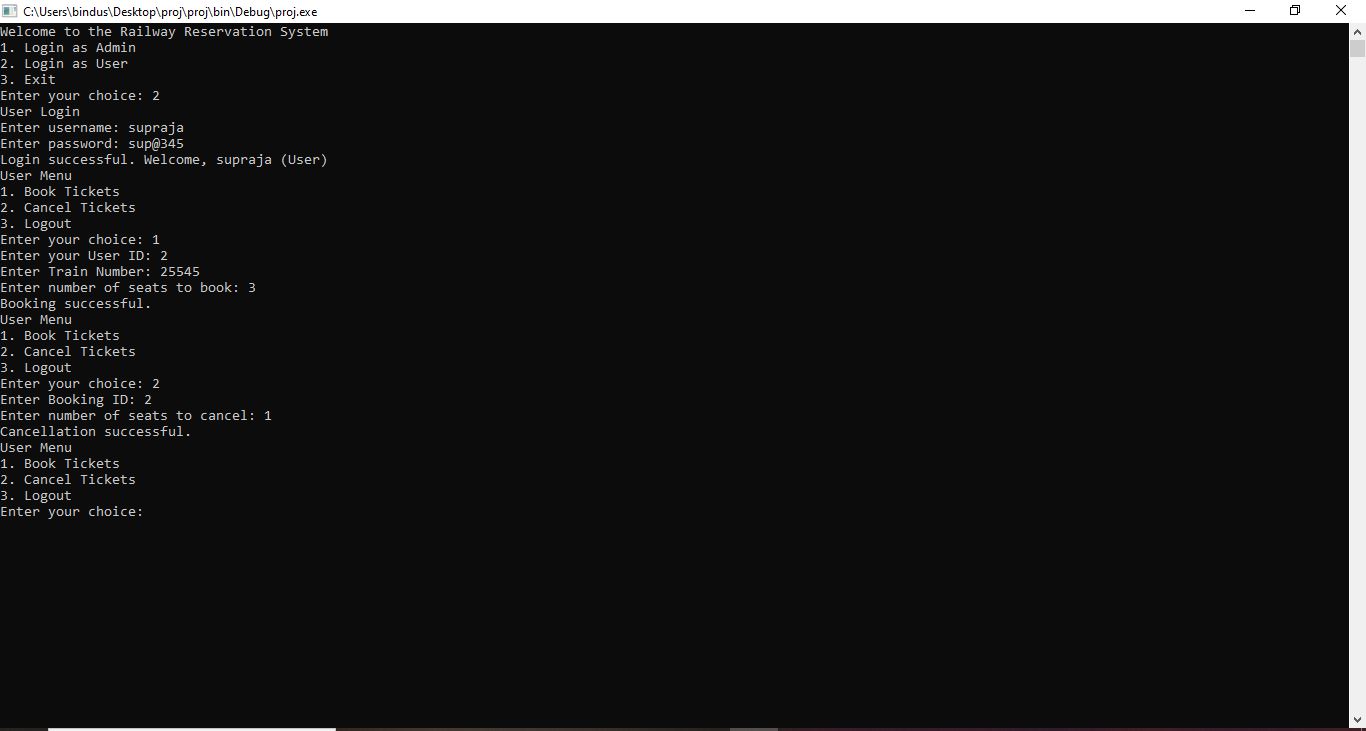 C:\Users\bindus\Desktop\proj\proj\bin\Debug\proj.exe
Welcome to the Railway Reservation System
1. Login as Admin
2. Login as User
3. Exit
Enter your choice: 2
User Login
Enter username: supraja
Enter password: sup@345
Login successful. Welcome, supraja (User)
User Menu
1. Book Tickets
2. Cancel Tickets
3. Logout
Enter your choice: 1
Enter your User ID: 2
Enter Train Number: 25545
Enter number of seats to book: 3
Booking successful.
User Menu
1. Book Tickets
2. Cancel Tickets
3. Logout
Enter your choice: 2
Enter Booking ID: 2
Enter number of seats to cancel: 1
Cancellation successful.
User Menu
1. Book Tickets
2. Cancel Tickets
3. Logout
Enter your choice: